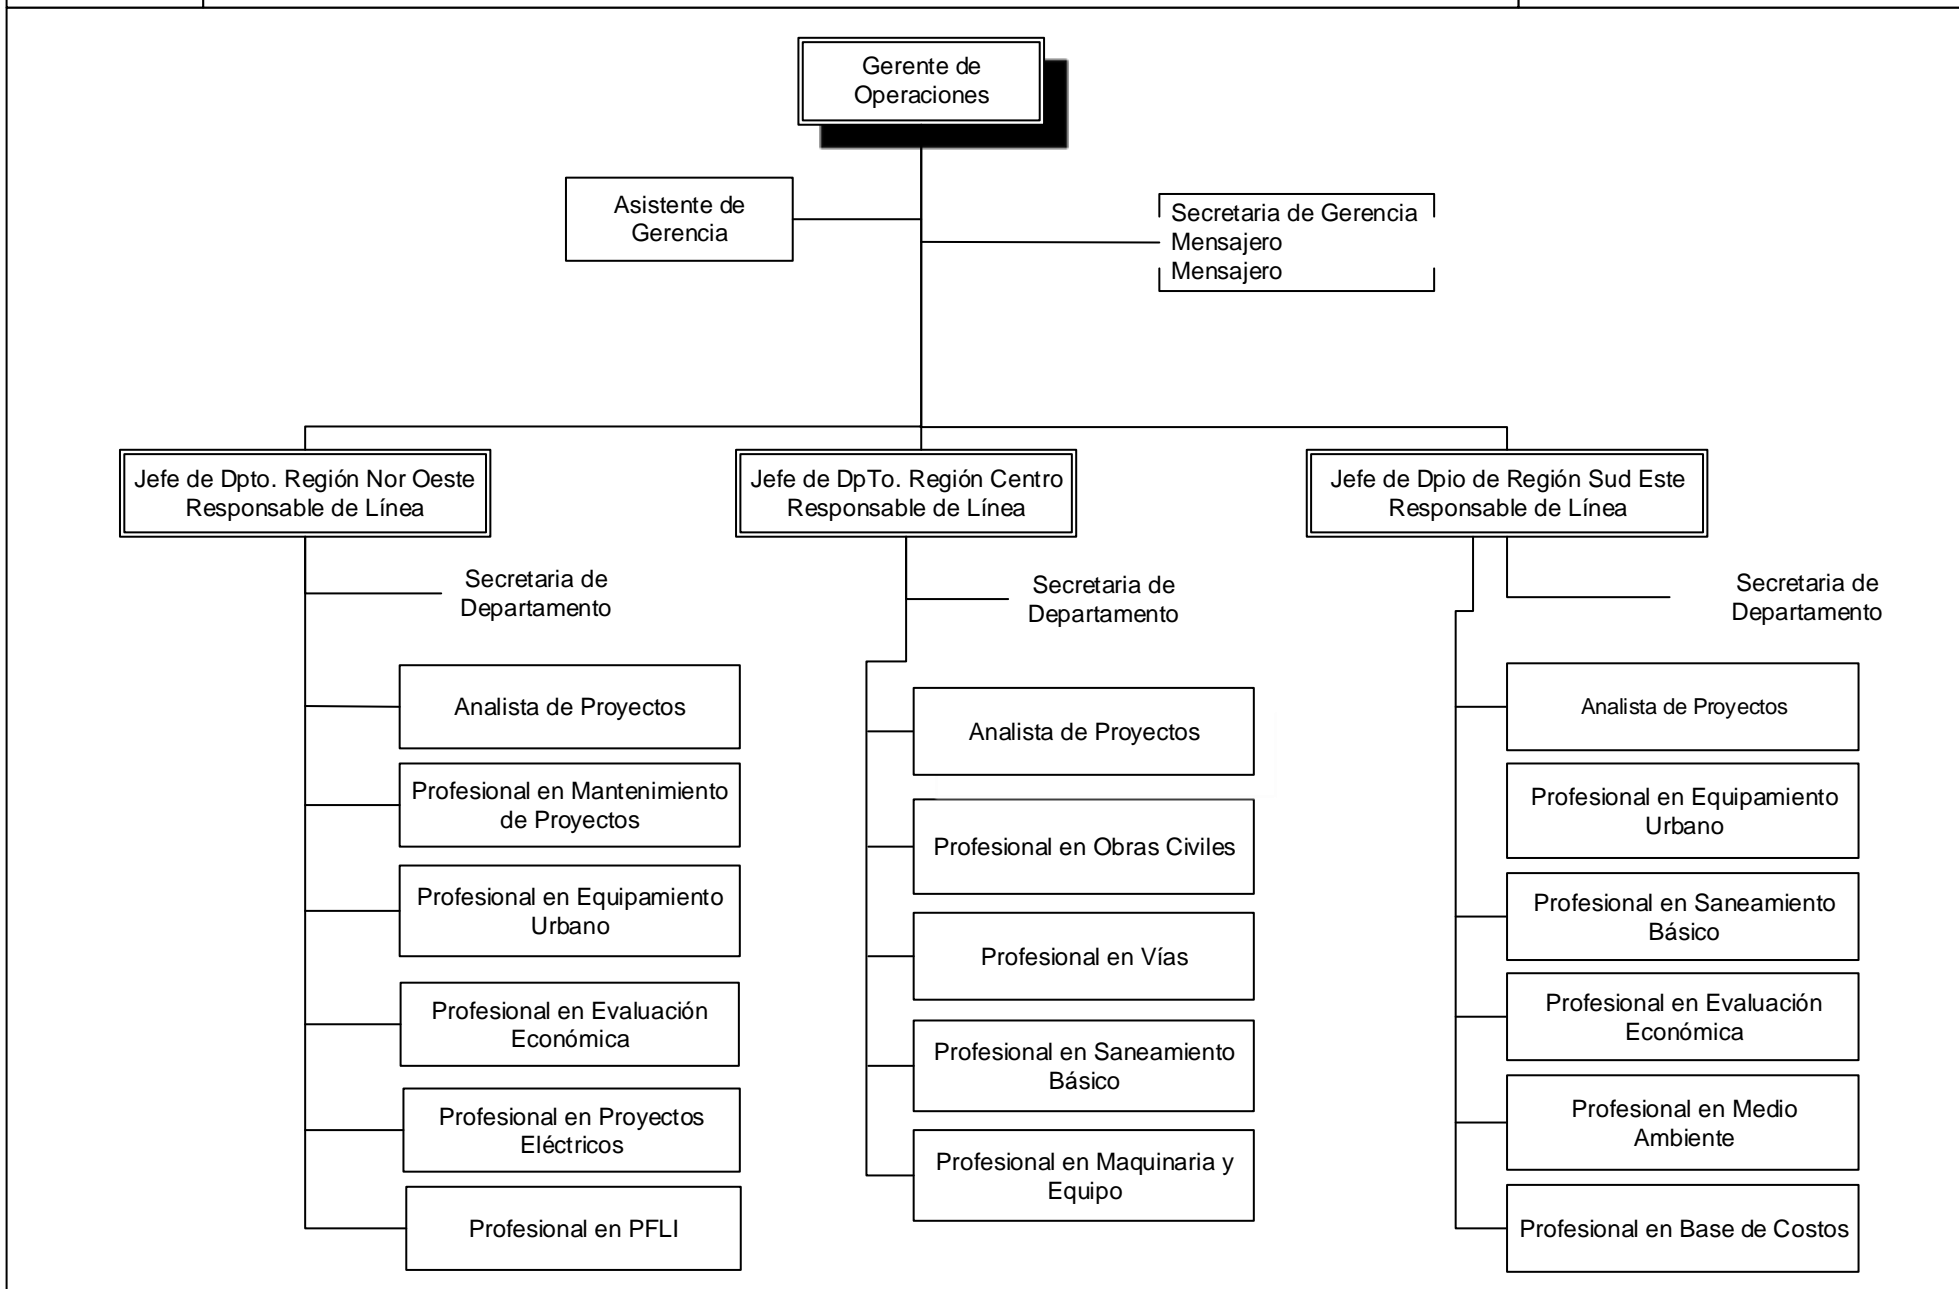 Gerente de
Operaciones
Asistente de
Gerencia
Secretaria de Gerencia
Mensajero
Mensajero
Jefe de Dpto. Región Nor Oeste
Responsable de Línea
Jefe de DpTo. Región Centro
Responsable de Línea
Jefe de Dpio de Región Sud Este
Responsable de Línea
Secretaria de
Departamento
Analista de Proyectos
Profesional en Mantenimiento
de Proyectos
Profesional en Equipamiento
Urbano
Profesional en Evaluación
Económica
Profesional en Proyectos
Eléctricos
Profesional en PFLI
Secretaria de
Departamento
Analista de Proyectos
Profesional en Obras Civiles
Profesional en Vías
Profesional en Saneamiento
Básico
Profesional en Maquinaria y
Equipo
Secretaria de
Departamento
Analista de Proyectos
Profesional en Equipamiento
Urbano
Profesional en Saneamiento
Básico
Profesional en Evaluación
Económica
Profesional en Medio
Ambiente
Profesional en Base de Costos